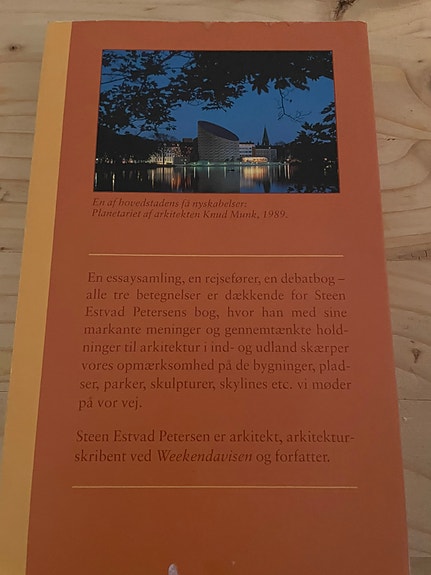 En af hovedstadens få nyskabelser:
Planetariet af arkitekten Knud Munk, 1989.
En essaysamling, en rejsefører, en debatbog –
alle tre betegnelser er dækkende for Steen
Estvad Petersens bog, hvor han med sine
markante meninger og gennemtænkte hold-
ninger til arkitektur i ind- og udland skærper
vores opmærksomhed på de bygninger, plad-
ser, parker, skulpturer, skylines etc. vi møder
på vor vej.
Steen Estvad Petersen er arkitekt, arkitektur-
skribent ved Weekendavisen og forfatter.